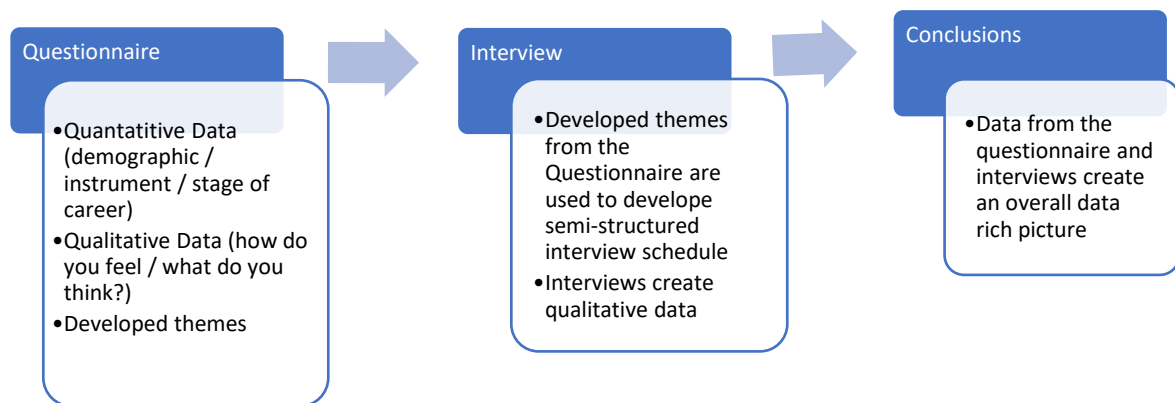 Questionnaire
•Quantatitive Data
(demographic /
instrument / stage of
career)
•Qualitative Data (how do
you feel / what do you
think?)
•Developed themes
Interview
•Developed themes
from the
Questionnaire are
used to develope
semi-structured
interview schedule
•Interviews create
qualitative data
Conclusions
•Data from the
questionnaire and
interviews create
an overall data
rich picture